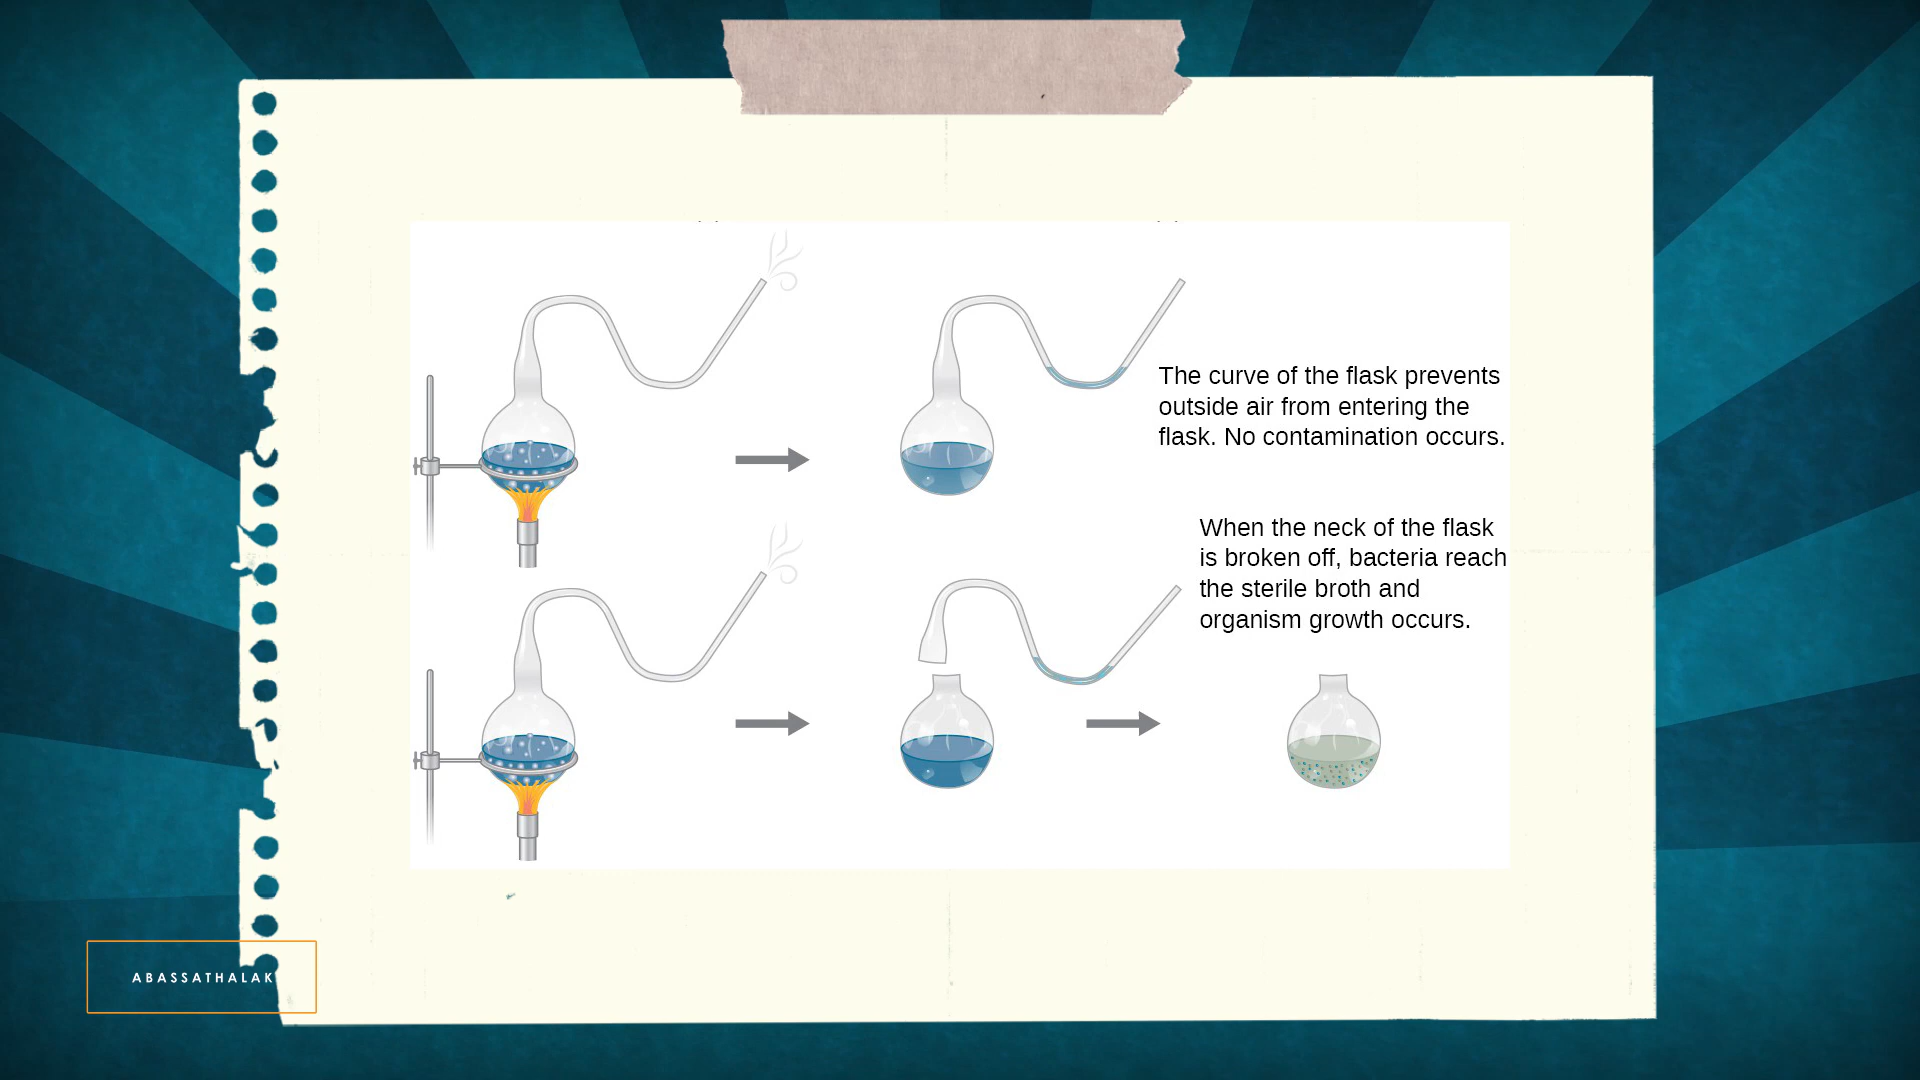 The curve of the flask prevents
outside air from entering the
flask. No contamination occurs.
When the neck of the flask
is broken off, bacteria reach
the sterile broth and
organism growth occurs.
ABASSATHALAK